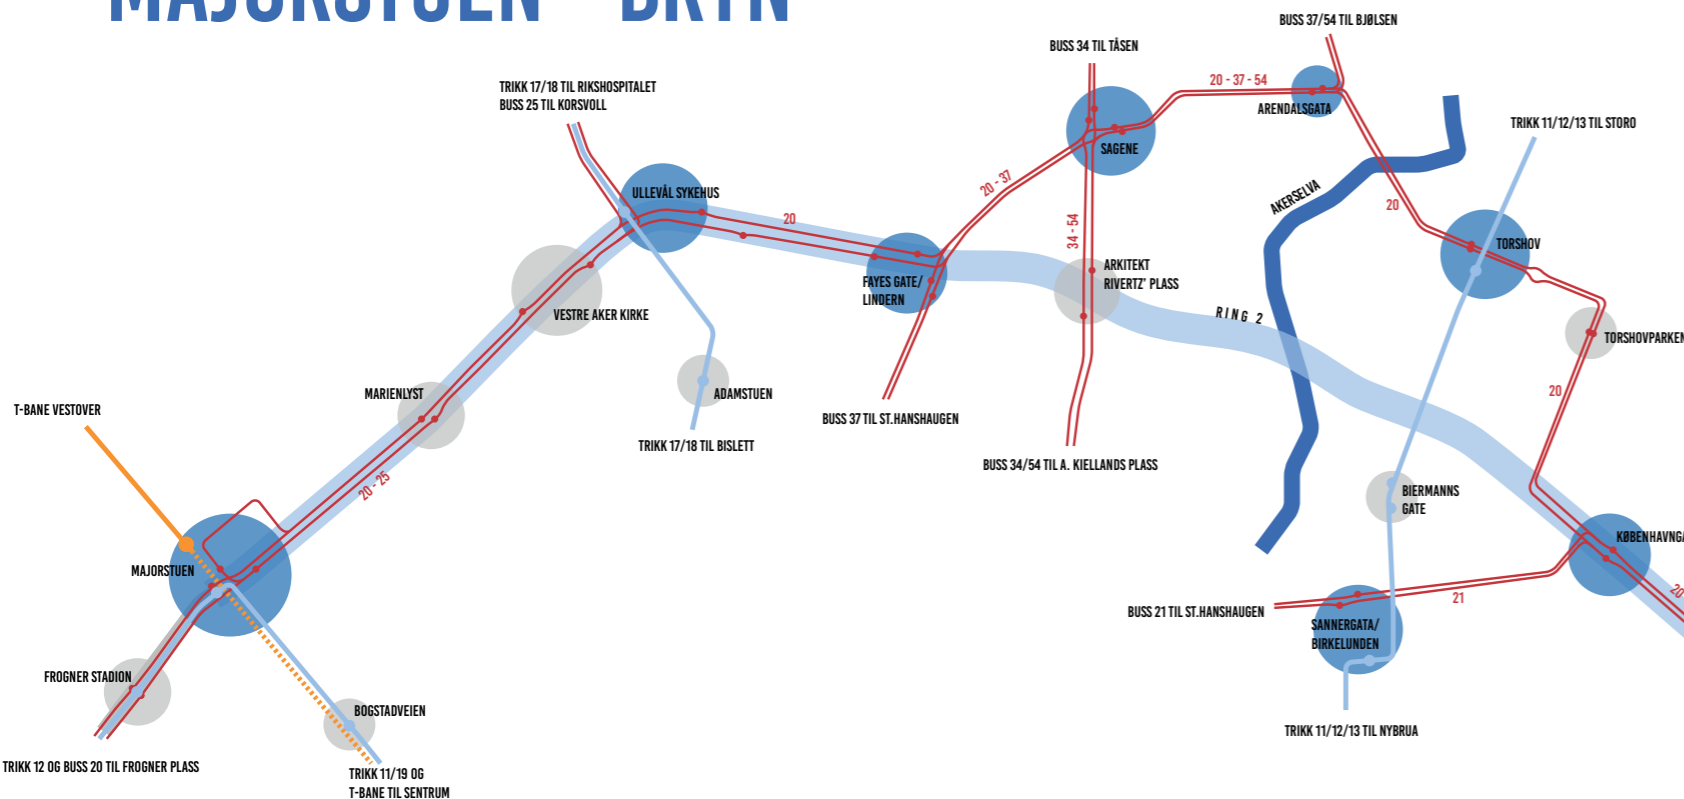 MAJORSTUEN - BRYN
BUSS 37/54 TIL BJØLSEN
BUSS 34 TIL TÅSEN
20 - 37 - 54
TRIKK 17/18 TIL RIKSHOSPITALET
BUSS 25 TIL KORSVOLL
ARENDALSGATA
TRIKK 11/12/13 TIL STORO
SAGENE
20 - 37
AKERSELVA
ULLEVÅL SYKEHUS
20
20
34 - 54
TORSHOV
ARKITEKT
RIVERTZ' PLASS
FAYES GATE/
LINDERN
VESTRE AKER KIRKE
RING 2
TORSHOVPARKEN
MARIENLYST
ADAMSTUEN
20
T-BANE VESTOVER
BUSS 37 TIL ST.HANSHAUGEN
TRIKK 17/18 TIL BISLETT
BUSS 34/54 TIL A. KIELLANDS PLASS
20 - 25
BIERMANNS
GATE
KØBENHAVNGA
MAJORSTUEN
20
21
BUSS 21 TIL ST.HANSHAUGEN
SANNERGATA/
BIRKELUNDEN
FROGNER STADION
BOGSTADVEIEN
TRIKK 11/12/13 TIL NYBRUA
TRIKK 12 OG BUSS 20 TIL FROGNER PLASS
TRIKK 11/19 OG
T-BANE TIL SENTRUM